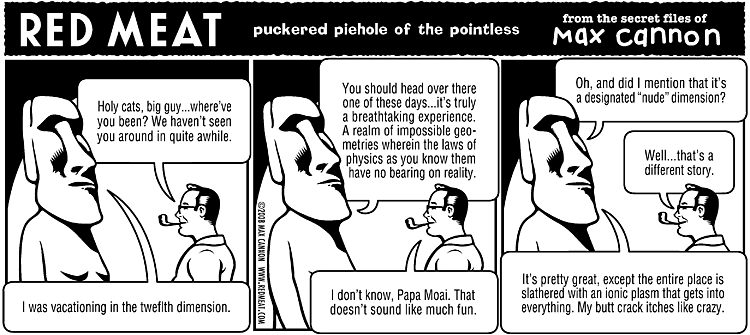 RED MEAT
puckered piehole of the pointless
from the secret files of
Max cannon
Holy cats, big guy...where've
you been? We haven't seen
you around in quite awhile.
I was vacationing in the tweflth dimension.
You should head over there
one of these days...it's truly
a breathtaking experience.
A realm of impossible geo-
metries wherein the laws of
physics as you know them
have no bearing on reality.
©2008 MAX CANNON WWW.REDMEAT.COM
I don't know, Papa Moai. That
doesn't sound like much fun.
Oh, and did I mention that it's
a designated "nude" dimension?
Well...that's a
different story.
It's pretty great, except the entire place is
slathered with an ionic plasm that gets into
everything. My butt crack itches like crazy.